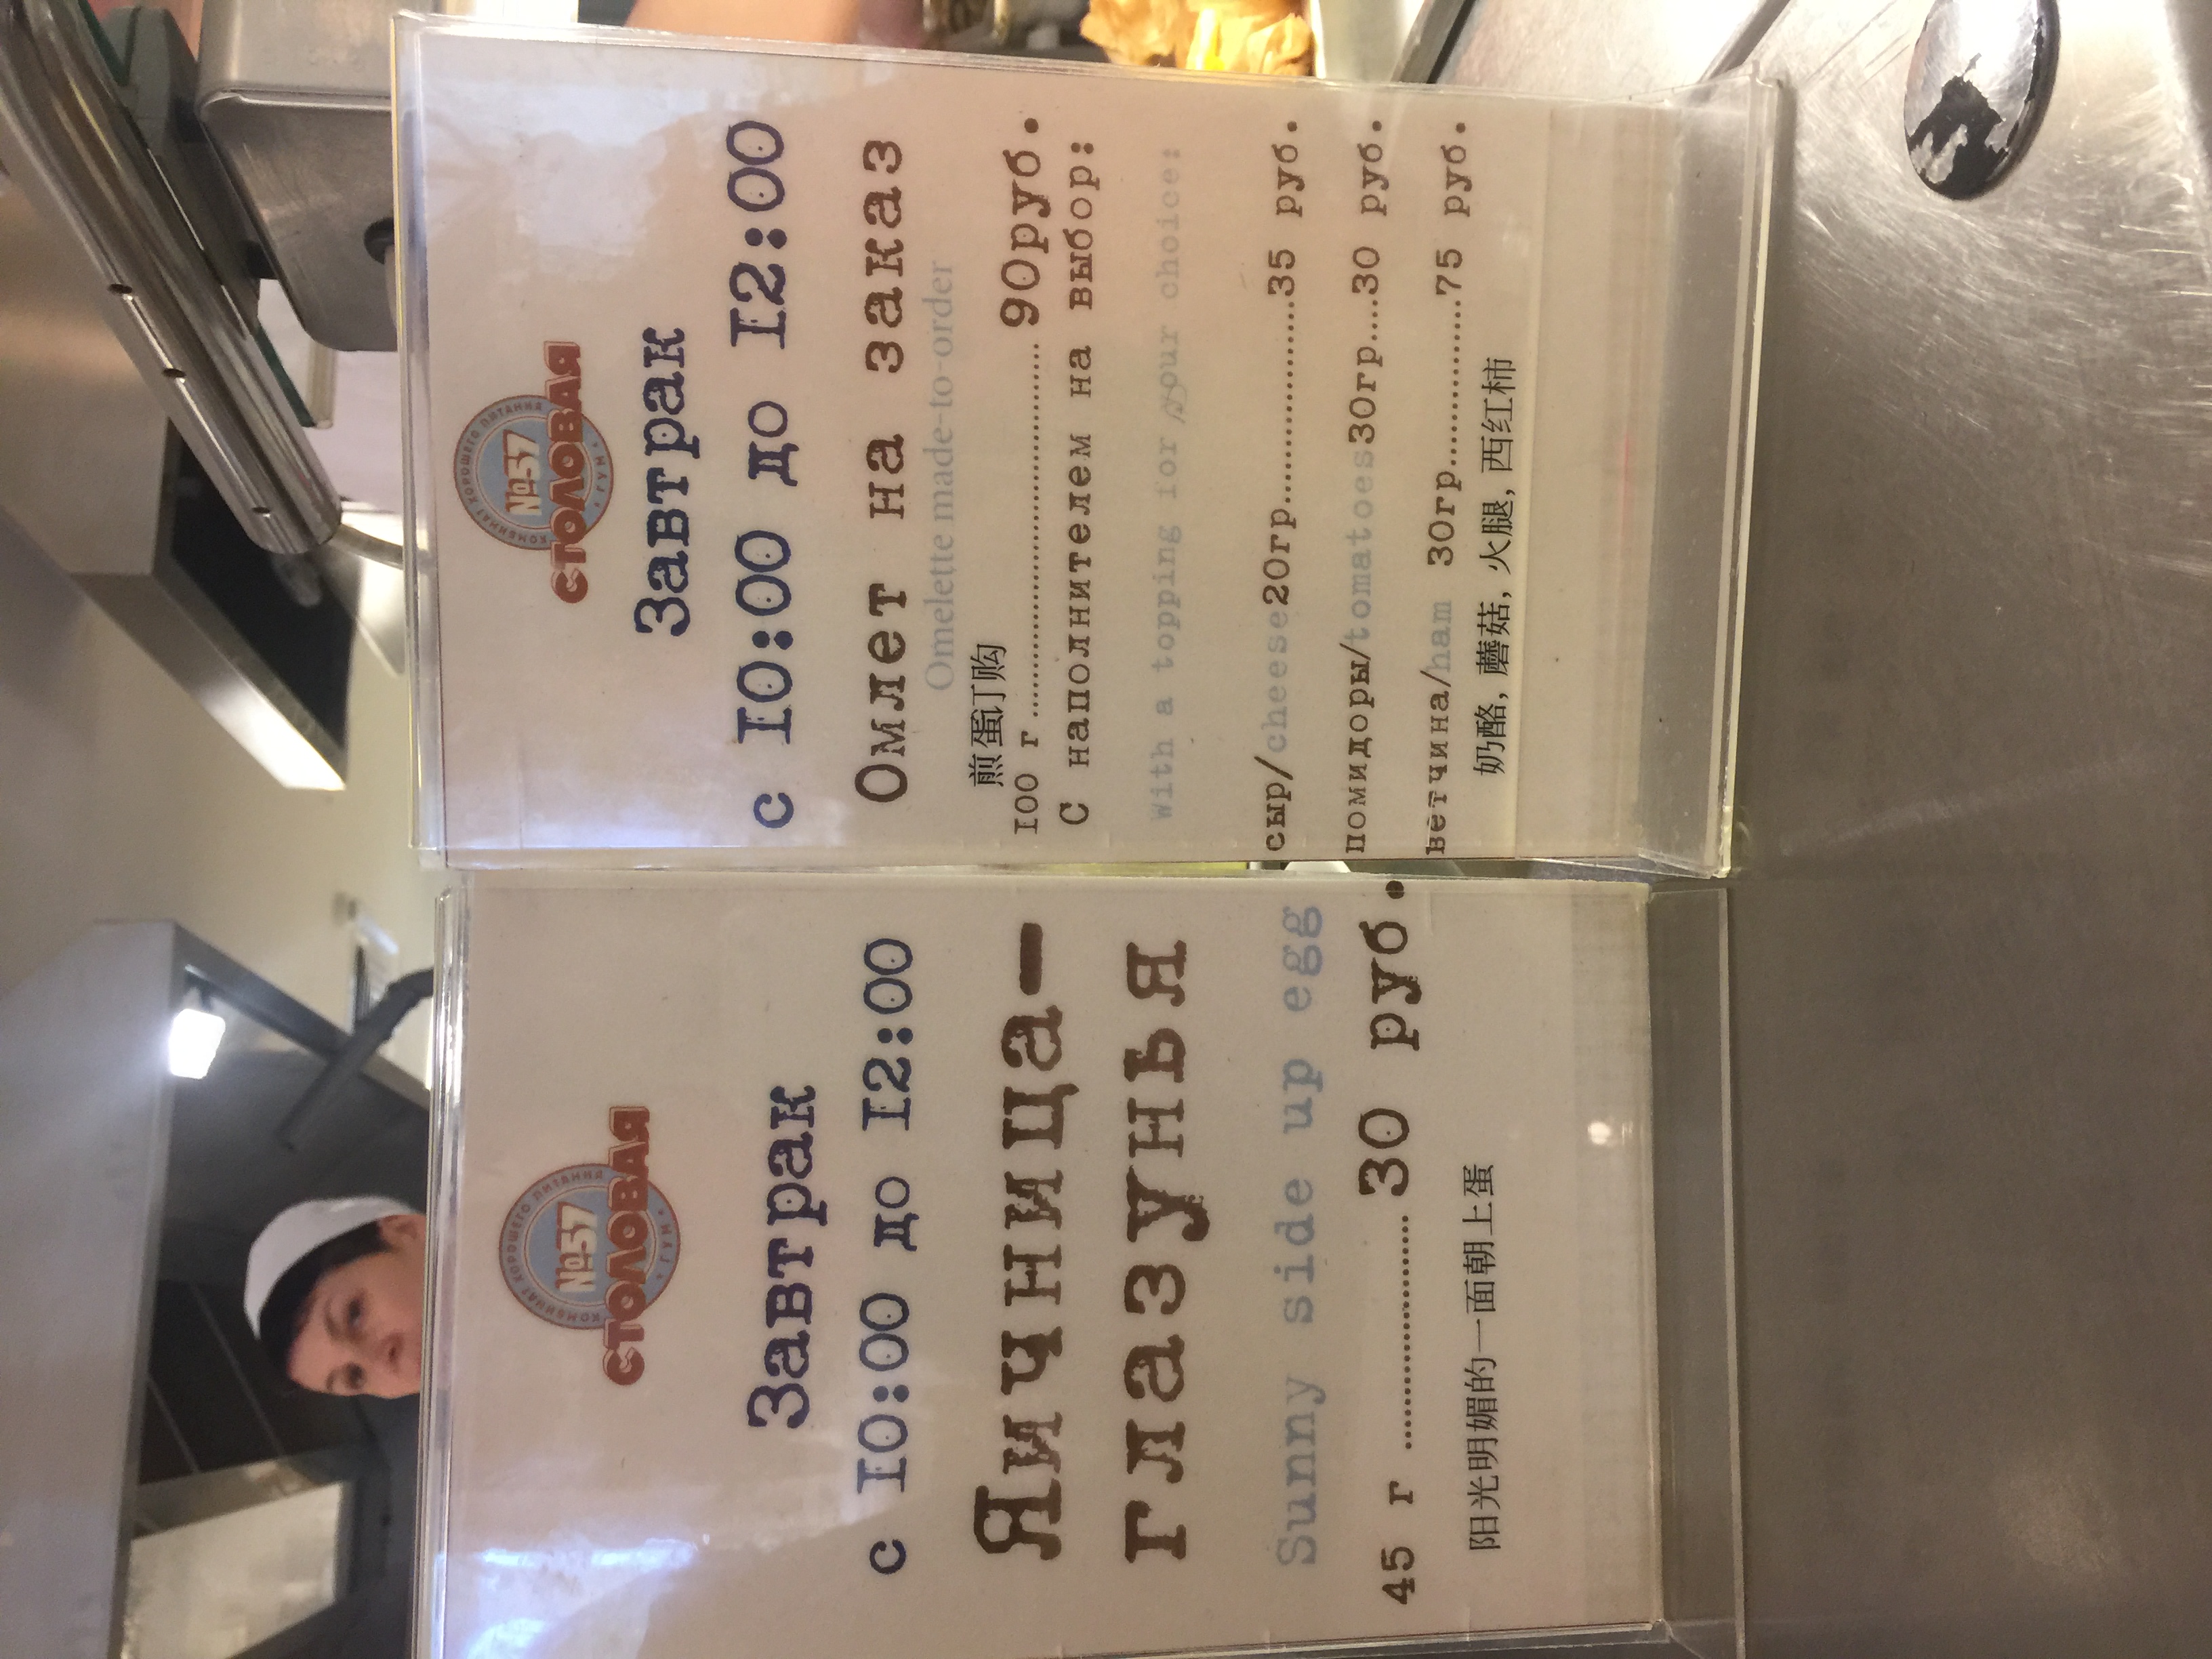 КОМБИНАТ ХОРОШЕГО ПИТАНИЯ
№57
СТОЛОВАЯ
• ГУМ •
Завтрак
с 10:00 до 12:00
Яичница-
глазунья
Sunny side up egg
45 г .................... 30 руб.
阳光明媚的一面朝上蛋
КОМБИНАТ ХОРОШЕГО ПИТАНИЯ
№57
СТОЛОВАЯ
• ГУМ •
Завтрак
с 10:00 до 12:00
Омлет на заказ
Omelette made-to-order
煎蛋订购
100 г ................................ 90руб.
С наполнителем на выбор:
With a topping for your choice:
сыр/cheese20гр.................35 руб.
помидоры/tomatoes30гр....30 руб.
ветчина/ham 30гр..............75 руб.
奶酪, 蘑菇, 火腿, 西红柿